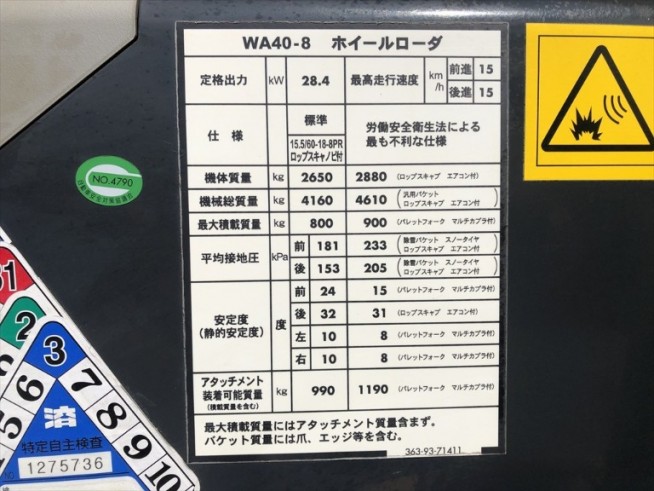 WA40-8 ホイールローダ
定格出力 kW 28.4 最高走行速度 km/h 前進 15
後進 15
仕様 標準 15.5/60-18-8PR ロップスキャノピ付 労働安全衛生法による 最も不利な仕様
機体質量 kg 2650 2880 (ロップスキャブ エアコン付)
機械総質量 kg 4160 4610 (汎用バケット ロップスキャブ エアコン付)
最大積載質量 kg 800 900 (パレットフォーク マルチカプラ付)
平均接地圧 kPa 前 181 233 (除雪バケット スノータイヤ ロップスキャブ エアコン付)
後 153 205 (除雪バケット スノータイヤ ロップスキャブ エアコン付)
安定度 (静的安定度) 度 前 24 15 (パレットフォーク マルチカプラ付)
後 32 31 (ロップスキャブ エアコン付)
左 10 8 (パレットフォーク マルチカプラ付)
右 10 8 (パレットフォーク マルチカプラ付)
アタッチメント 装着可能質量 (積載質量を含む) kg 990 1190 (パレットフォーク マルチカプラ付)
最大積載質量にはアタッチメント質量含まず。
バケット質量には爪、エッジ等を含む。
363-93-71411
NO.4790
31
2
3
5
6
7
8
9
10
済
特定自主検査
NO.
1275736